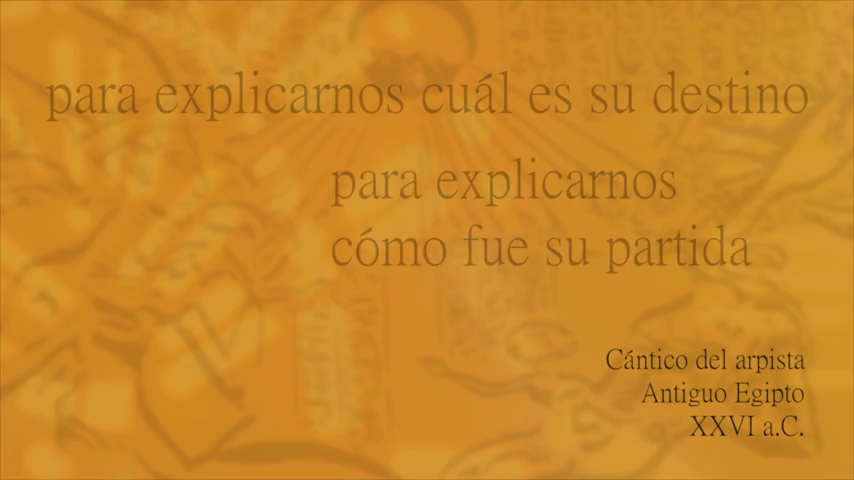 para explicarnos cuál es su destino
para explicarnos
cómo fue su partida
Cántico del arpista
Antiguo Egipto
XXVI a.C.